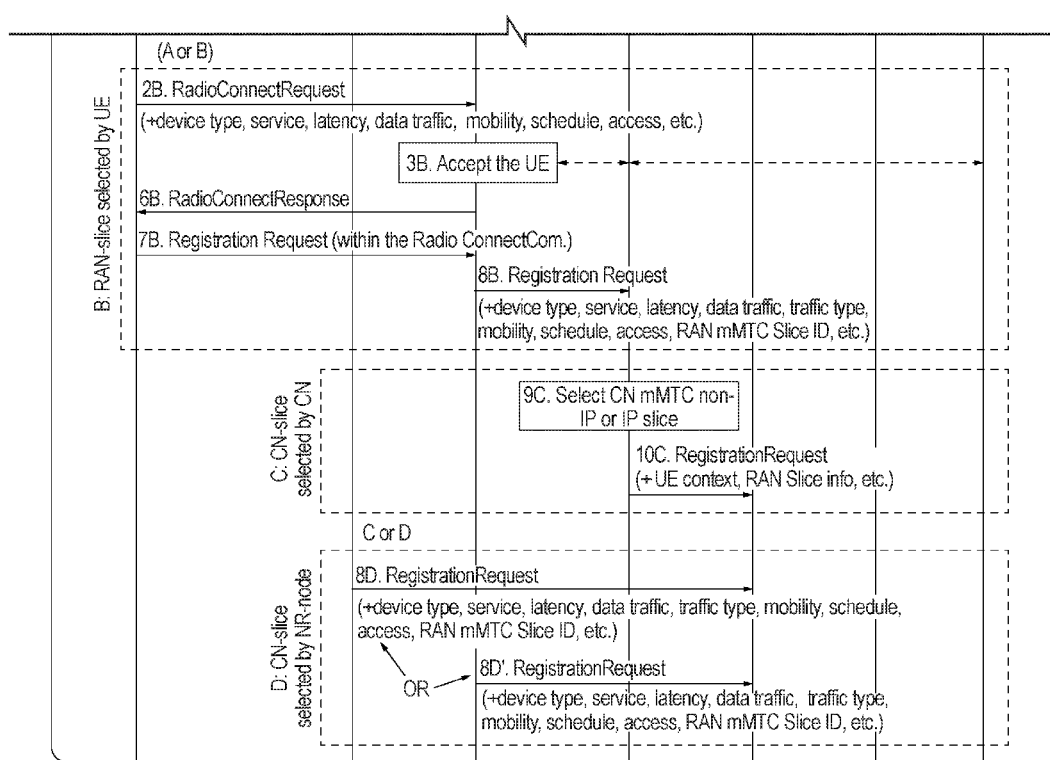 (A or B)
B: RAN-slice selected by UE
2B. RadioConnectRequest
(+device type, service, latency, data traffic, mobility, schedule, access, etc.)
3B. Accept the UE
6B. RadioConnectResponse
7B. Registration Request (within the Radio ConnectCom.)
8B. Registration Request
(+device type, service, latency, data traffic, traffic type,
mobility, schedule, access, RAN mMTC Slice ID, etc.)
C: CN-slice
selected by CN
9C. Select CN mMTC non-
IP or IP slice
10C. RegistrationRequest
(+ UE context, RAN Slice info, etc.)
C or D
D: CN-slice
selected by NR-node
8D. RegistrationRequest
(+device type, service, latency, data traffic, traffic type, mobility, schedule,
access, RAN mMTC Slice ID, etc.)
OR
8D'. RegistrationRequest
(+device type, service, latency, data traffic, traffic type,
mobility, schedule, access, RAN mMTC Slice ID, etc.)